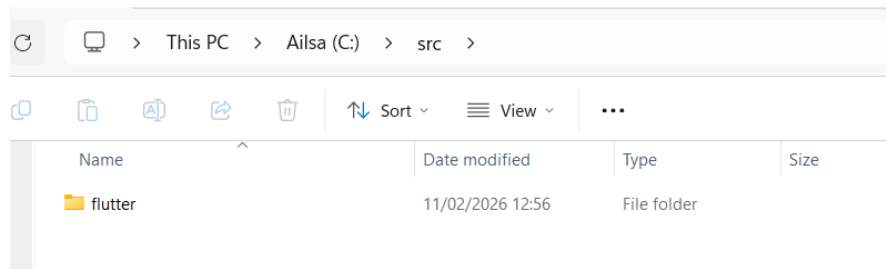 This PC > Ailsa (C:) > src >
Sort View ...
Name Date modified Type Size
flutter 11/02/2026 12:56 File folder